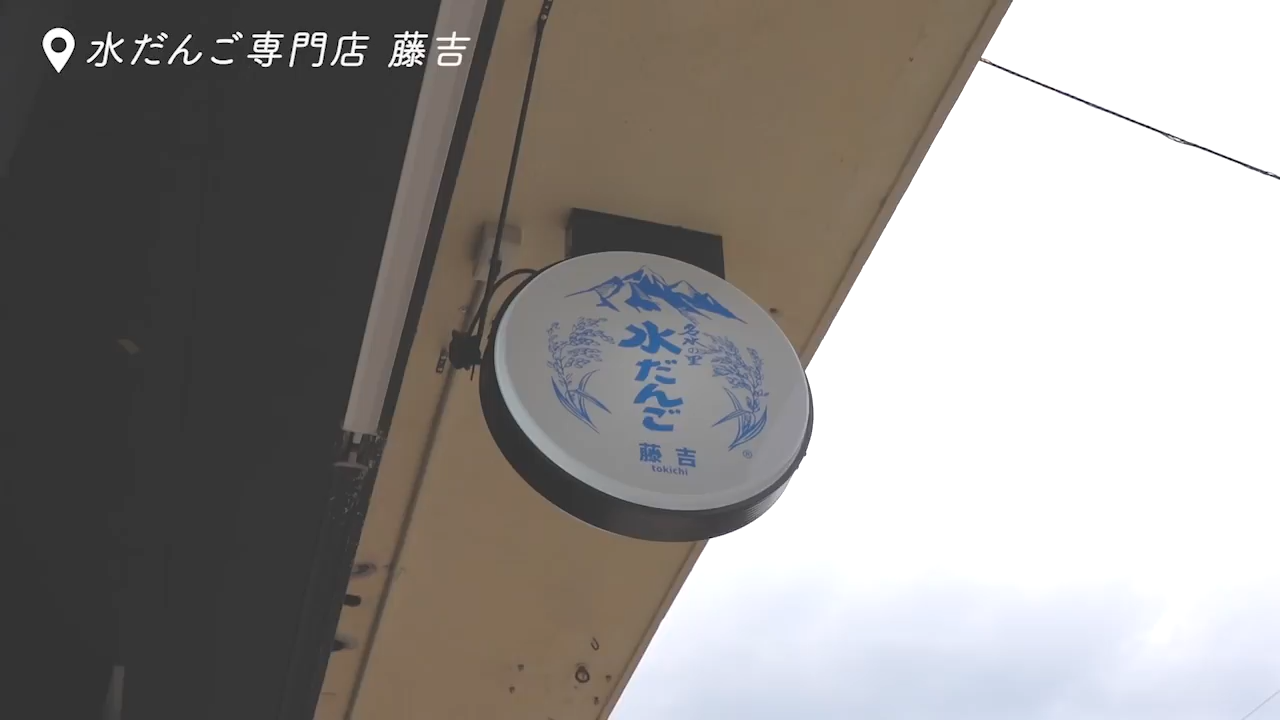 水だんご専門店 藤吉
名水の里
水だんご
藤吉
tokichi
®